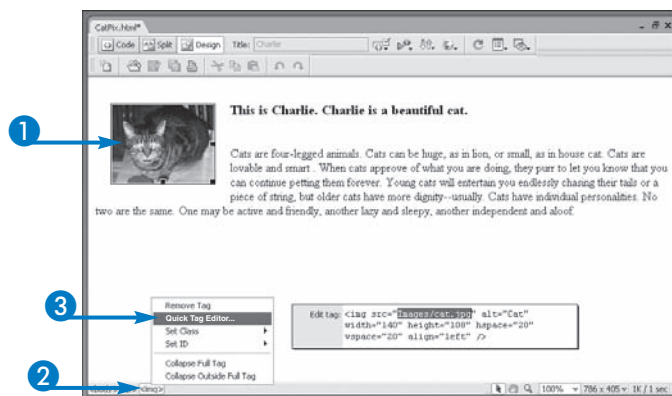 CatPix.html*
Code Split Design Title: Charlie
1
This is Charlie. Charlie is a beautiful cat.
Cats are four-legged animals. Cats can be huge, as in lion, or small, as in house cat. Cats are
lovable and smart . When cats approve of what you are doing, they purr to let you know that you
can continue petting them forever. Young cats will entertain you endlessly chasing their tails or a
piece of string, but older cats have more dignity--usually. Cats have individual personalities. No
two are the same. One may be active and friendly, another lazy and sleepy, another independent and aloof.
3
Remove Tag
Quick Tag Editor...
Set Class
Set ID
Collapse Full Tag
Collapse Outside Full Tag
Edit tag: <img src="Images/cat.jpg" alt="Cat"
width="140" height="108" hspace="20"
vspace="20" align="left" />
2
<img>
100% 786 x 405 1K / 1 sec